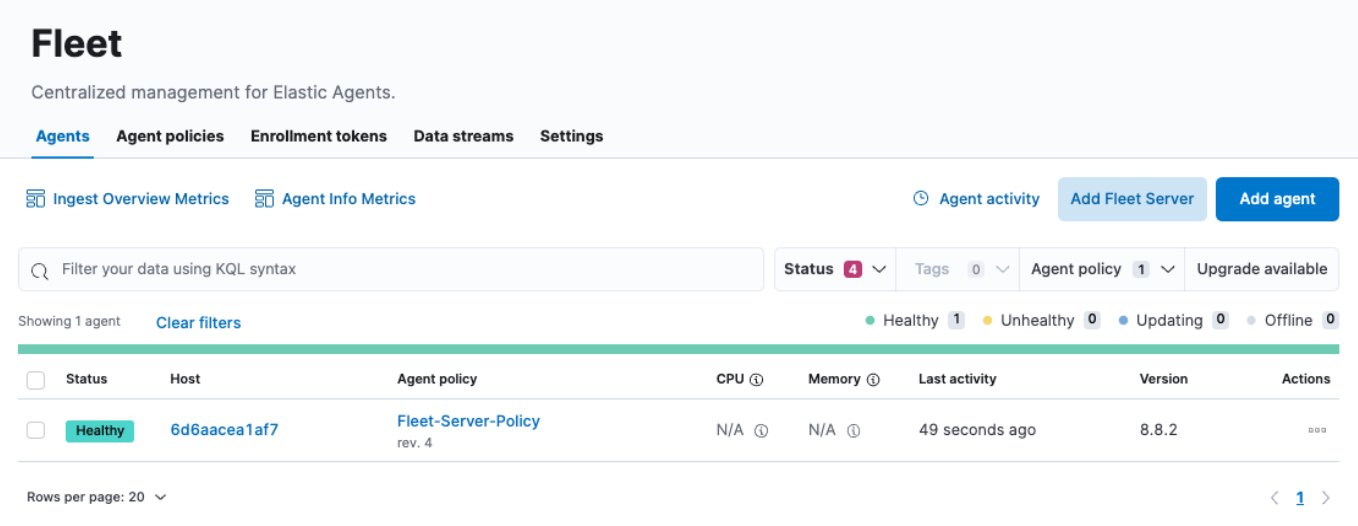 Fleet
Centralized management for Elastic Agents.
Agents Agent policies Enrollment tokens Data streams Settings
Ingest Overview Metrics Agent Info Metrics Agent activity Add Fleet Server Add agent
Filter your data using KQL syntax Status 4 Tags 0 Agent policy 1 Upgrade available
Showing 1 agent Clear filters Healthy 1 Unhealthy 0 Updating 0 Offline 0
Status Host Agent policy CPU Memory Last activity Version Actions
Healthy 6d6aacea1af7 Fleet-Server-Policy N/A N/A 49 seconds ago 8.8.2
rev. 4
Rows per page: 20 1